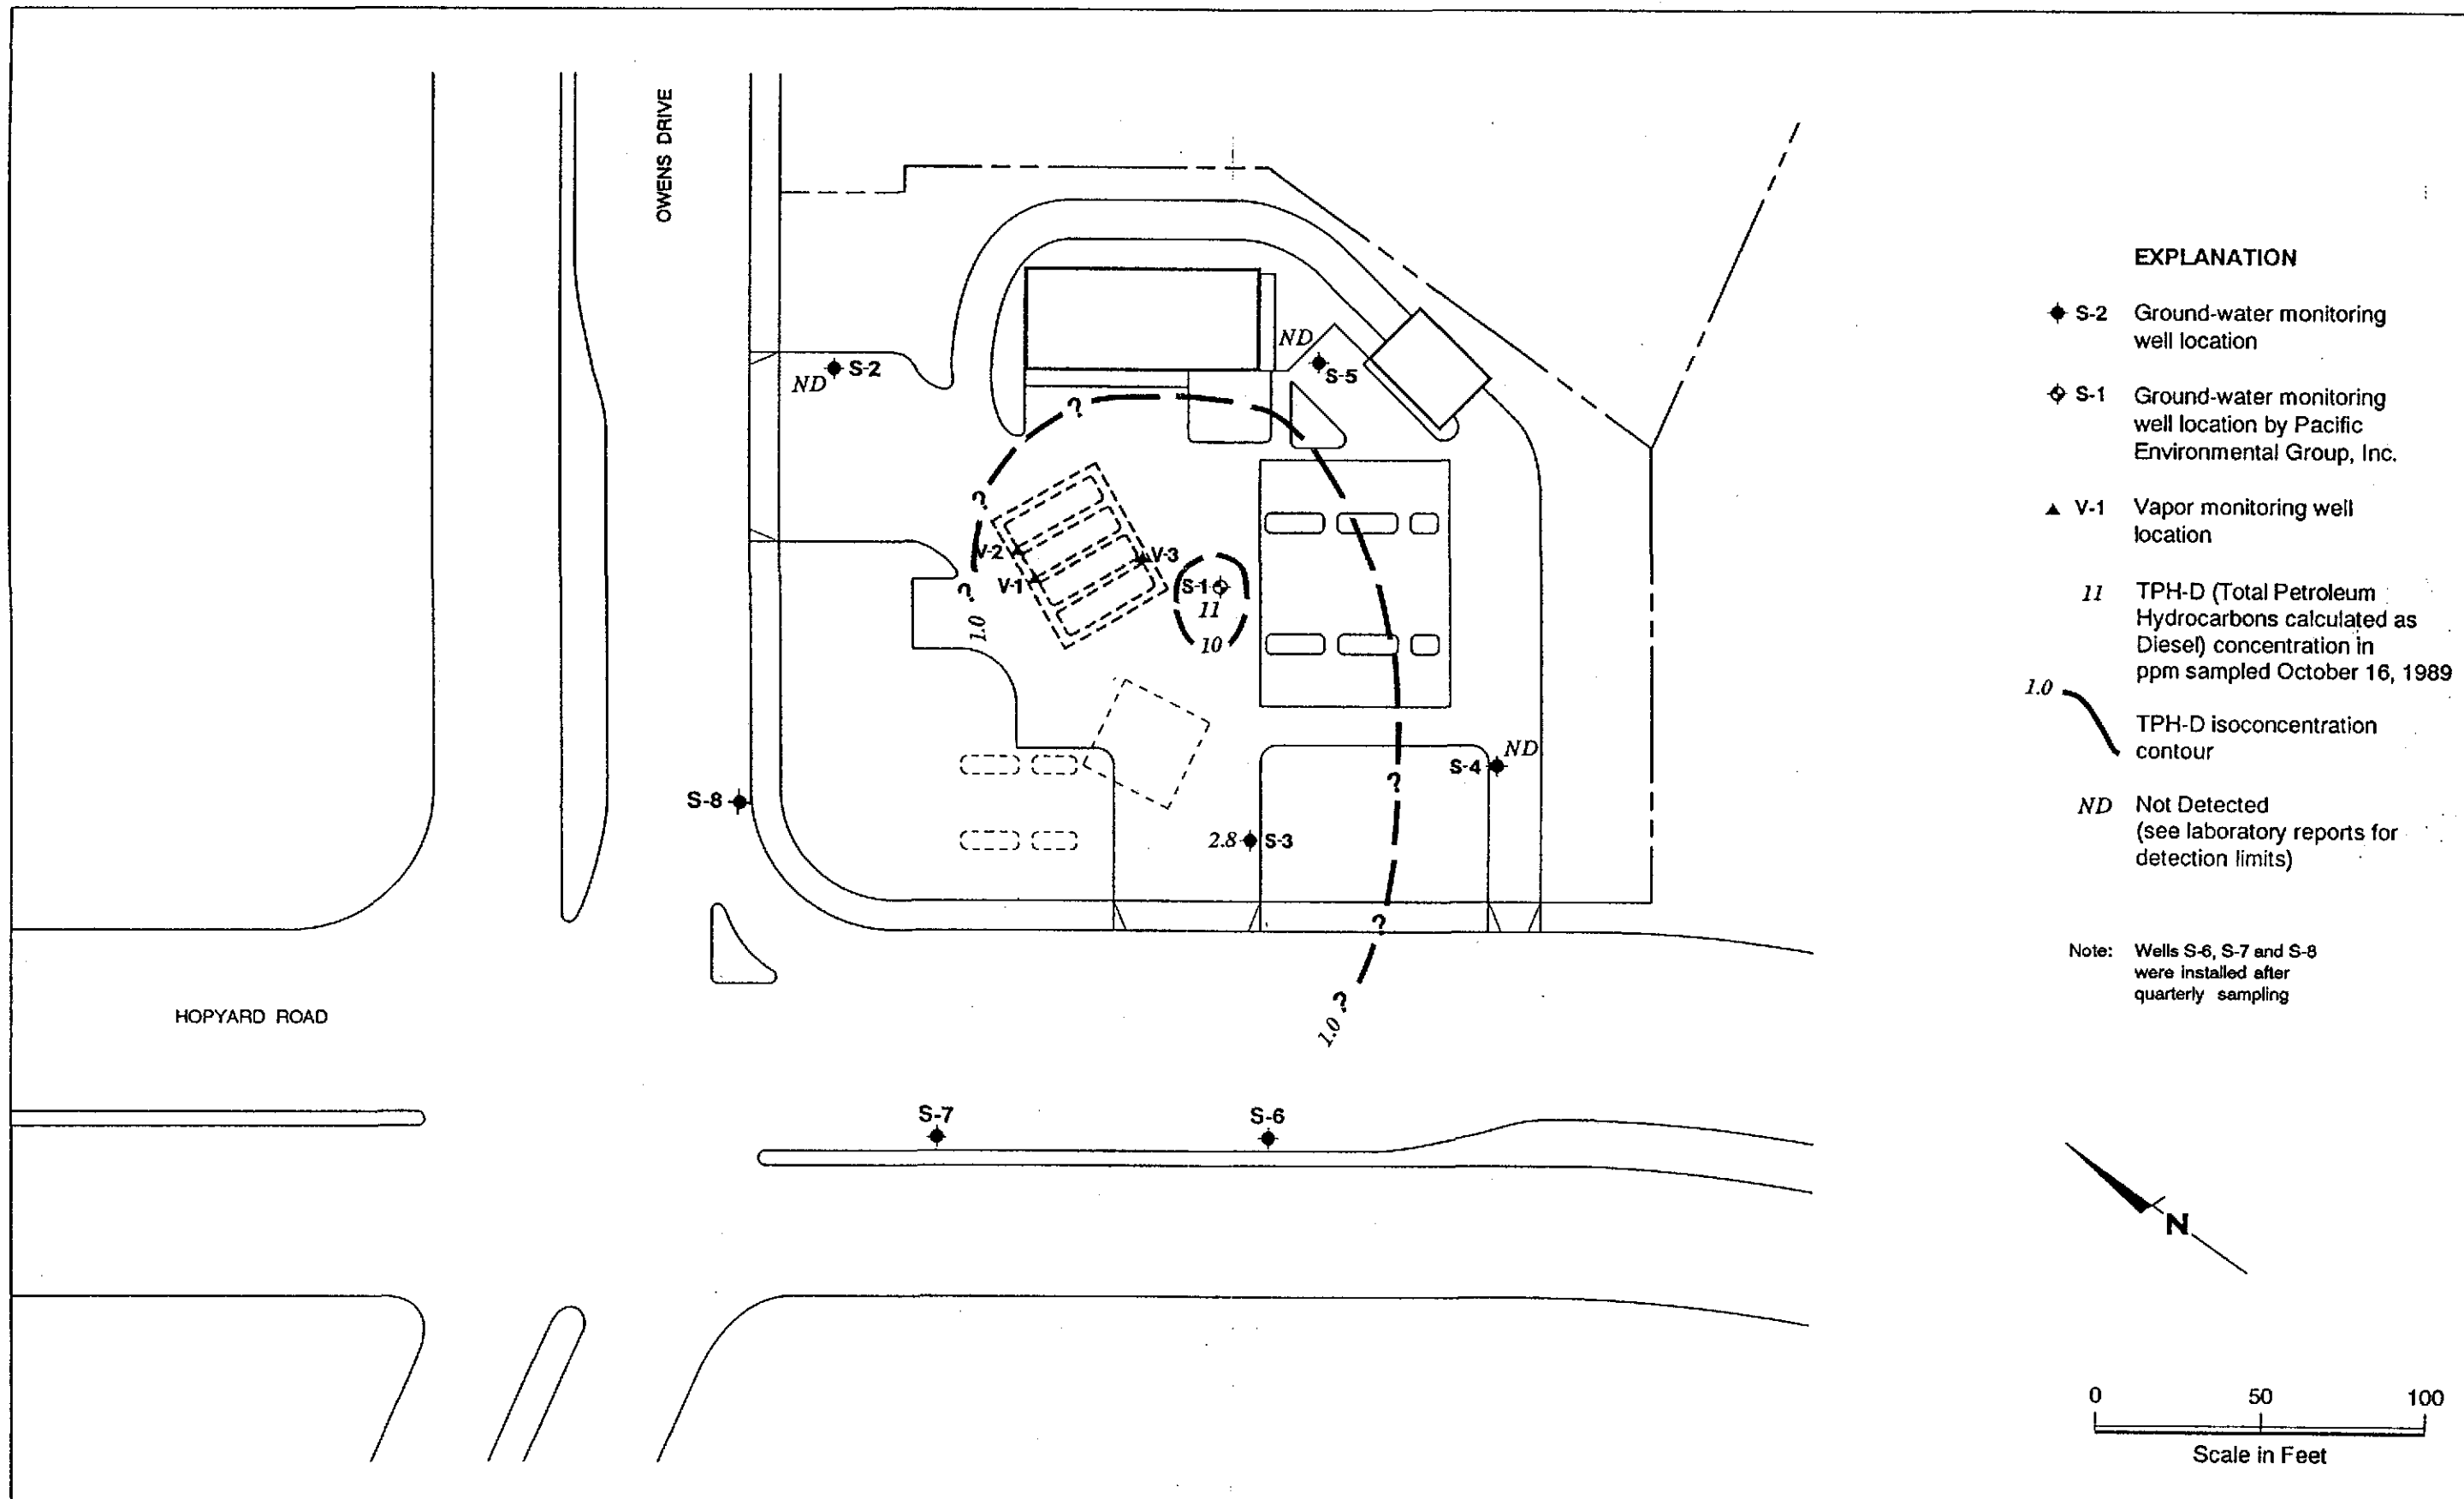 OWENS DRIVE
HOPYARD ROAD
ND
S-2
ND
S-5
?
?
V-2
V-1
V-3
?
1.0
S-1
11
10
ND
S-4
?
S-8
2.8
S-3
?
?
1.0
S-7
S-6
EXPLANATION
S-2 Ground-water monitoring
well location
S-1 Ground-water monitoring
well location by Pacific
Environmental Group, Inc.
V-1 Vapor monitoring well
location
11 TPH-D (Total Petroleum
Hydrocarbons calculated as
Diesel) concentration in
ppm sampled October 16, 1989
1.0
TPH-D isoconcentration
contour
ND Not Detected
(see laboratory reports for
detection limits)
Note: Wells S-6, S-7 and S-8
were installed after
quarterly sampling
N
0 50 100
Scale in Feet